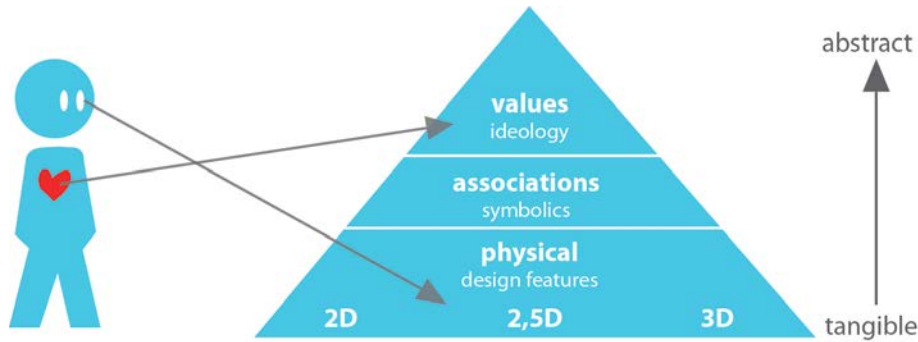 abstract
values
ideology
associations
symbolics
physical
design features
2D 2,5D 3D
tangible